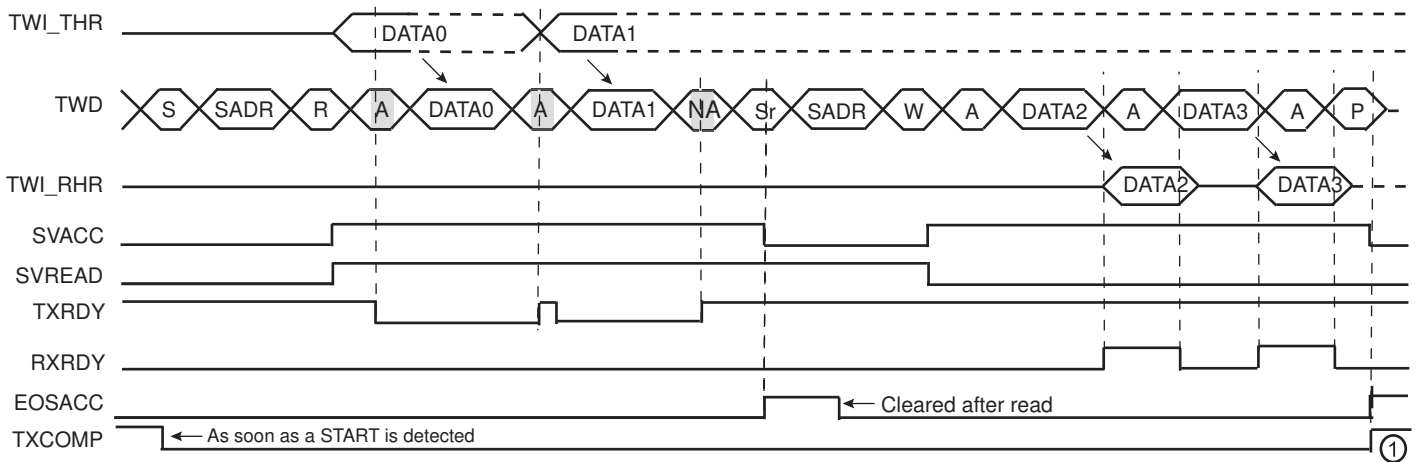 TWI_THR DATA0 DATA1
TWD S SADR R A DATA0 A DATA1 NA Sr SADR W A DATA2 A DATA3 A P
TWI_RHR DATA2 DATA3
SVACC
SVREAD
TXRDY
RXRDY
EOSACC Cleared after read
TXCOMP As soon as a START is detected 1